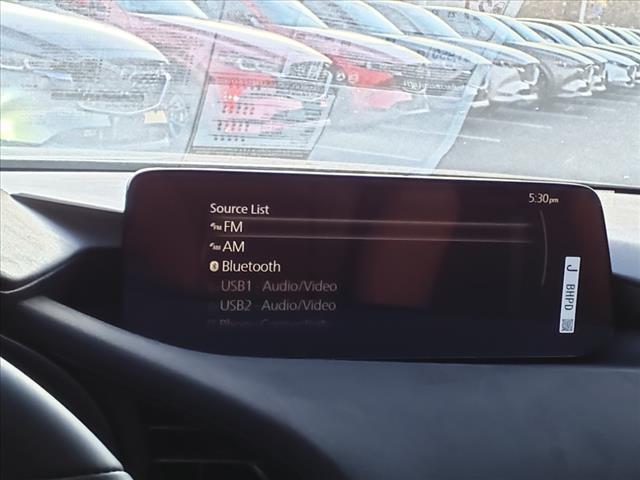 5:30pm
Source List
FM
AM
Bluetooth
USB1 · Audio/Video
USB2 · Audio/Video
J BHPD